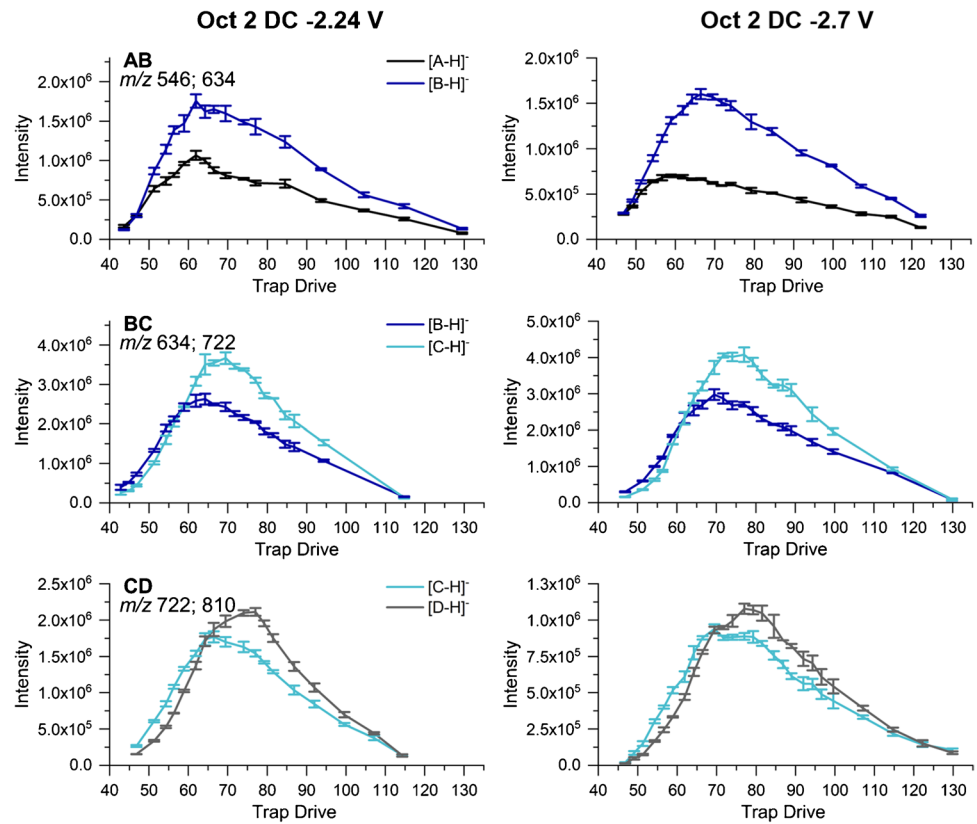 Oct 2 DC -2.24 V
Oct 2 DC -2.7 V
AB
m/z 546; 634
[A-H]⁻
[B-H]⁻
Intensity
2.0x10⁶
1.5x10⁶
1.0x10⁶
5.0x10⁵
0.0
40 50 60 70 80 90 100 110 120 130
Trap Drive
Intensity
2.0x10⁶
1.5x10⁶
1.0x10⁶
5.0x10⁵
0.0
40 50 60 70 80 90 100 110 120 130
Trap Drive
BC
m/z 634; 722
[B-H]⁻
[C-H]⁻
Intensity
4.0x10⁶
3.0x10⁶
2.0x10⁶
1.0x10⁶
0.0
40 50 60 70 80 90 100 110 120 130
Trap Drive
Intensity
5.0x10⁶
4.0x10⁶
3.0x10⁶
2.0x10⁶
1.0x10⁶
0.0
40 50 60 70 80 90 100 110 120 130
Trap Drive
CD
m/z 722; 810
[C-H]⁻
[D-H]⁻
Intensity
2.5x10⁶
2.0x10⁶
1.5x10⁶
1.0x10⁶
5.0x10⁵
0.0
40 50 60 70 80 90 100 110 120 130
Trap Drive
Intensity
1.3x10⁶
1.0x10⁶
7.5x10⁵
5.0x10⁵
2.5x10⁵
0.0
40 50 60 70 80 90 100 110 120 130
Trap Drive